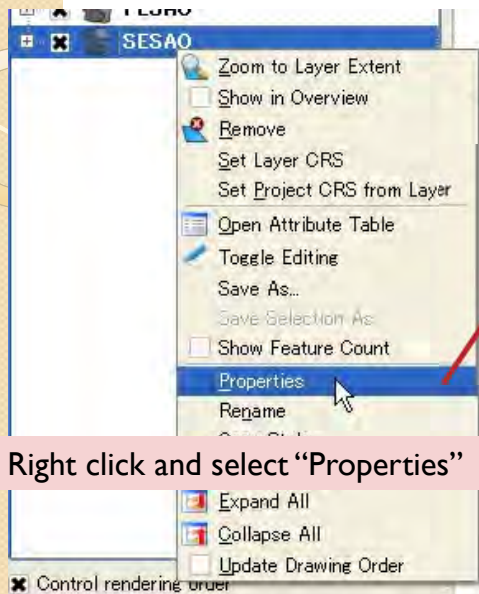 SESAO
Zoom to Layer Extent
Show in Overview
Remove
Set Layer CRS
Set Project CRS from Layer
Open Attribute Table
Toggle Editing
Save As...
Save Selection As
Show Feature Count
Properties
Rename
Right click and select “Properties”
Expand All
Collapse All
Update Drawing Order
Control rendering order